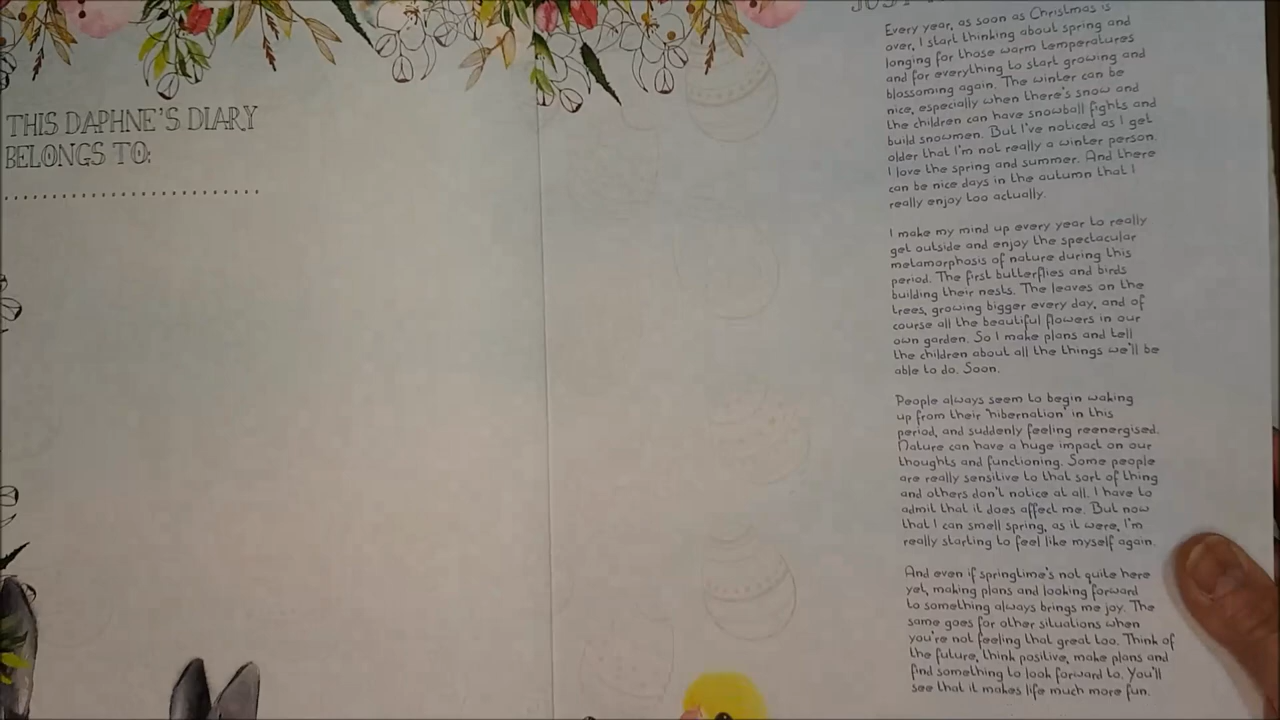 THIS DAPHNE'S DIARY
BELONGS TO:
Every year, as soon as Christmas is
over, I start thinking about spring and
longing for those warm temperatures
and for everything to start growing and
blossoming again. The winter can be
nice, especially when there's snow and
the children can have snowball fights and
build snowmen. But I've noticed as I get
older that I'm not really a winter person.
I love the spring and summer. And there
can be nice days in the autumn that I
really enjoy too actually.
I make my mind up every year to really
get outside and enjoy the spectacular
metamorphosis of nature during this
period. The first butterflies and birds
building their nests. The leaves on the
trees, growing bigger every day, and of
course all the beautiful flowers in our
own garden. So I make plans and tell
the children about all the things we'll be
able to do. Soon.
People always seem to begin waking
up from their 'hibernation' in this
period, and suddenly feeling reenergised.
Nature can have a huge impact on our
thoughts and functioning. Some people
are really sensitive to that sort of thing
and others don't notice at all. I have to
admit that it does affect me. But now
that I can smell spring, as it were, I'm
really starting to feel like myself again.
And even if springtime's not quite here
yet, making plans and looking forward
to something always brings me joy. The
same goes for other situations when
you're not feeling that great too. Think of
the future, think positive, make plans and
find something to look forward to. You'll
see that it makes life much more fun.